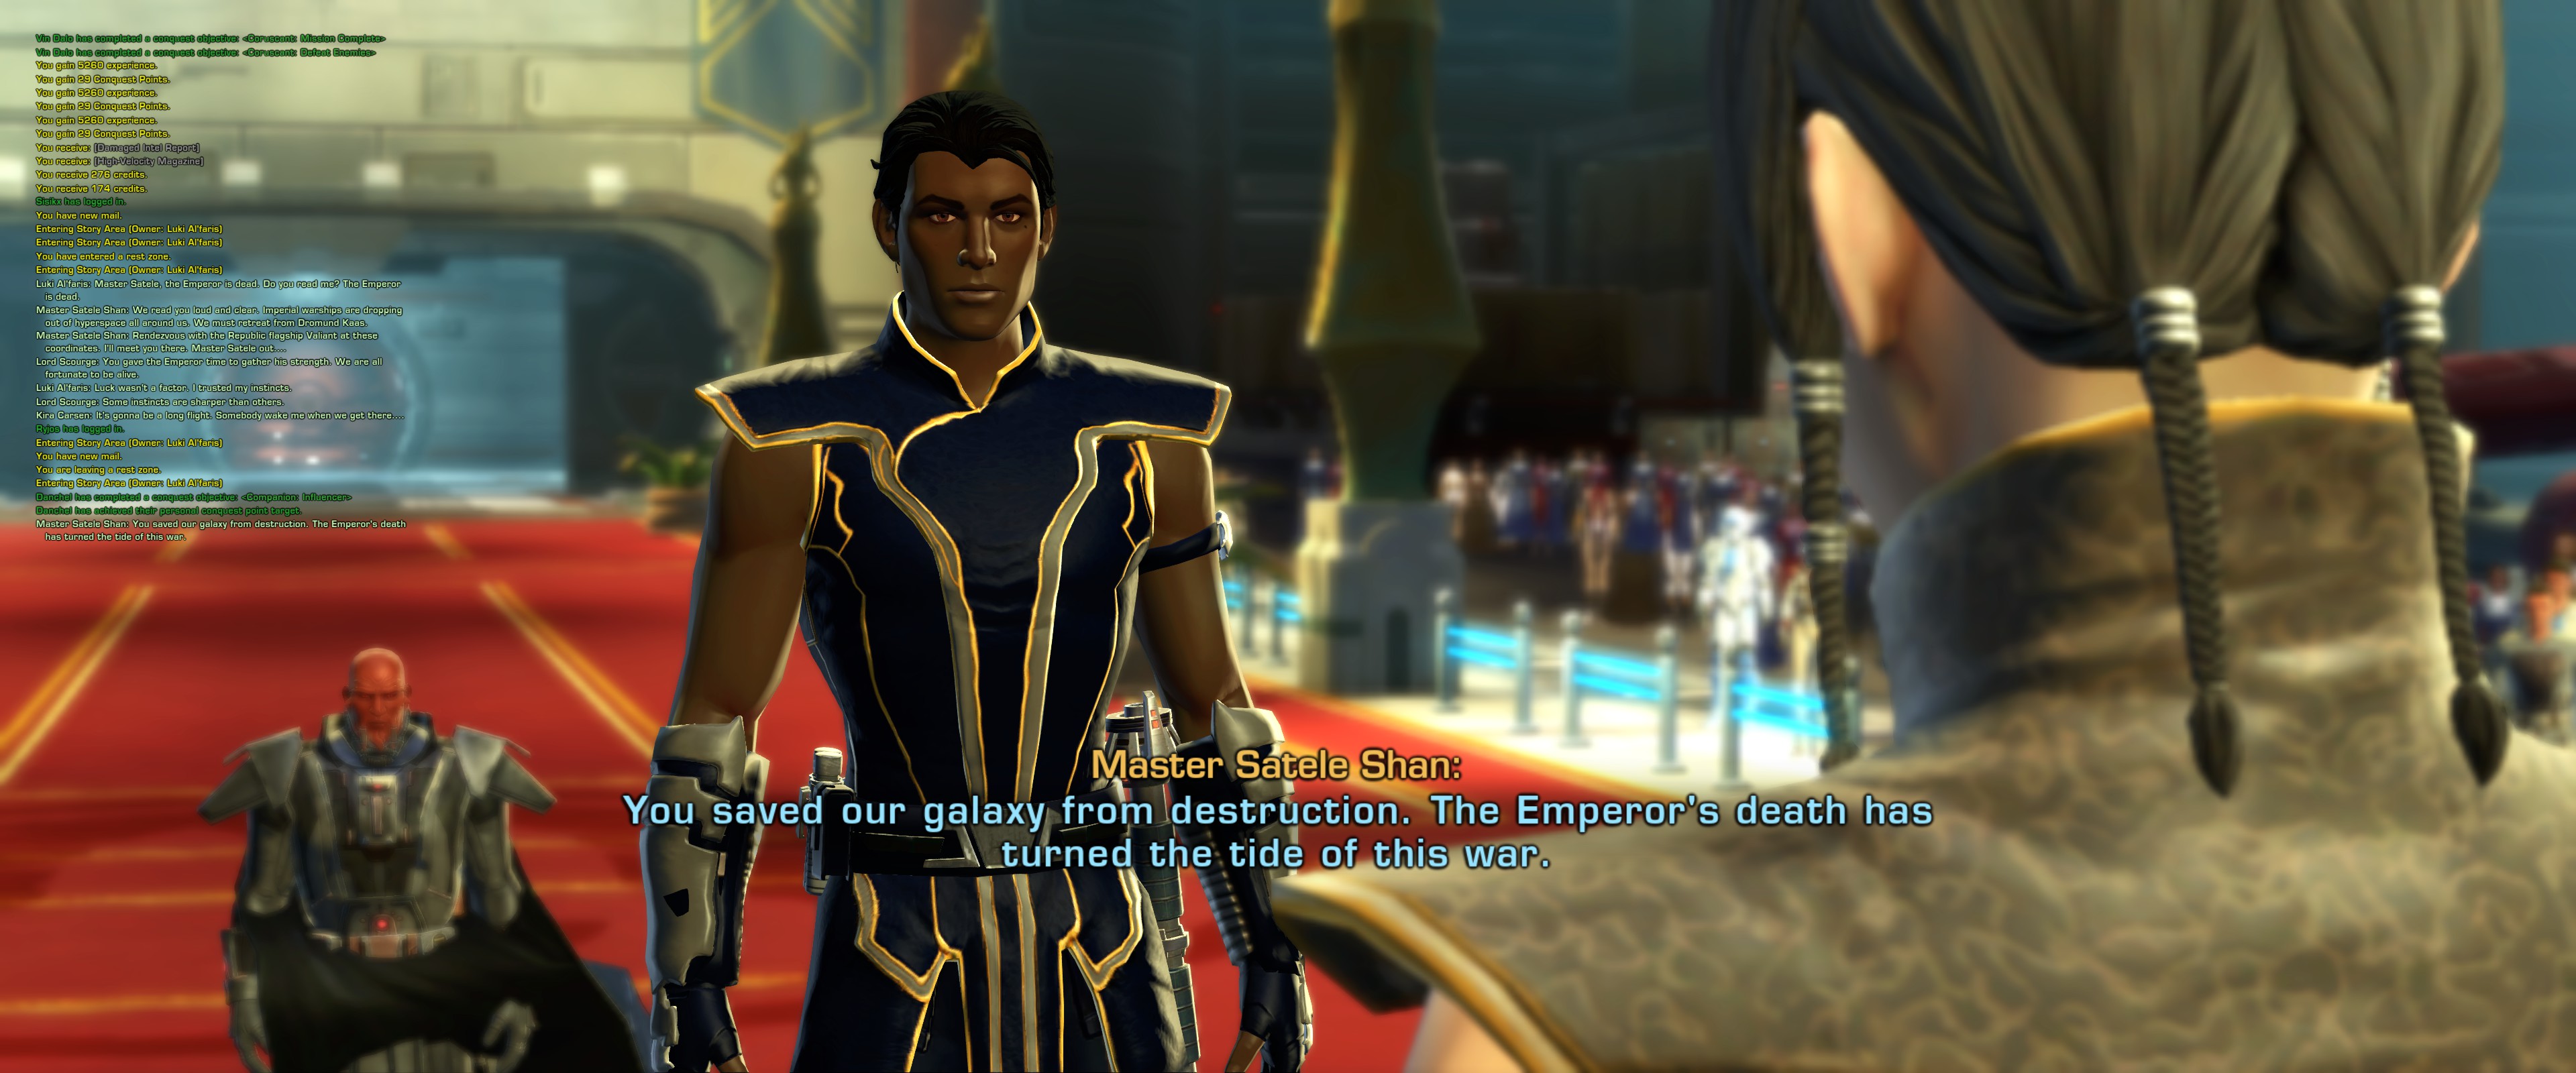 Vin Dalo has completed a conquest objective: <Coruscant: Mission Complete>
Vin Dalo has completed a conquest objective: <Coruscant: Defeat Enemies>
You gain 5260 experience.
You gain 29 Conquest Points.
You gain 5260 experience.
You gain 29 Conquest Points.
You gain 5260 experience.
You gain 29 Conquest Points.
You receive: [Damaged Intel Report]
You receive: [High-Velocity Magazine]
You receive 276 credits.
You receive 174 credits.
Sisikx has logged in.
You have new mail.
Entering Story Area (Owner: Luki Al'faris)
Entering Story Area (Owner: Luki Al'faris)
You have entered a rest zone.
Entering Story Area (Owner: Luki Al'faris)
Luki Al'faris: Master Satele, the Emperor is dead. Do you read me? The Emperor
is dead.
Master Satele Shan: We read you loud and clear. Imperial warships are dropping
out of hyperspace all around us. We must retreat from Dromund Kaas.
Master Satele Shan: Rendezvous with the Republic flagship Valiant at these
coordinates. I'll meet you there. Master Satele out....
Lord Scourge: You gave the Emperor time to gather his strength. We are all
fortunate to be alive.
Luki Al'faris: Luck wasn't a factor. I trusted my instincts.
Lord Scourge: Some instincts are sharper than others.
Kira Carsen: It's gonna be a long flight. Somebody wake me when we get there....
Ryjos has logged in.
Entering Story Area (Owner: Luki Al'faris)
You have new mail.
You are leaving a rest zone.
Entering Story Area (Owner: Luki Al'faris)
Danchel has completed a conquest objective: <Companion: Influencer>
Danchel has achieved their personal conquest point target.
Master Satele Shan: You saved our galaxy from destruction. The Emperor's death
has turned the tide of this war.
Master Satele Shan:
You saved our galaxy from destruction. The Emperor's death has
turned the tide of this war.